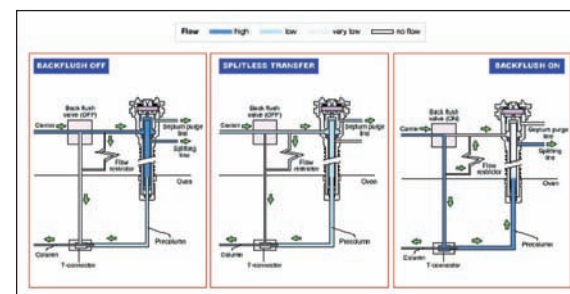 Flow high low very low no flow
BACKFLUSH OFF
Back flush
valve (OFF)
Carrier
Septum purge
line
Splitting
line
Flow
restrictor
Oven
Precolumn
Column
T-connector
SPLITLESS TRANSFER
Back flush
valve (OFF)
Carrier
Septum purge
line
Flow
restrictor
Oven
Precolumn
Column
T-connector
BACKFLUSH ON
Back flush
valve (ON)
Carrier
Septum purge
line
Splitting
line
Flow
restrictor
Oven
Precolumn
Column
T-connector